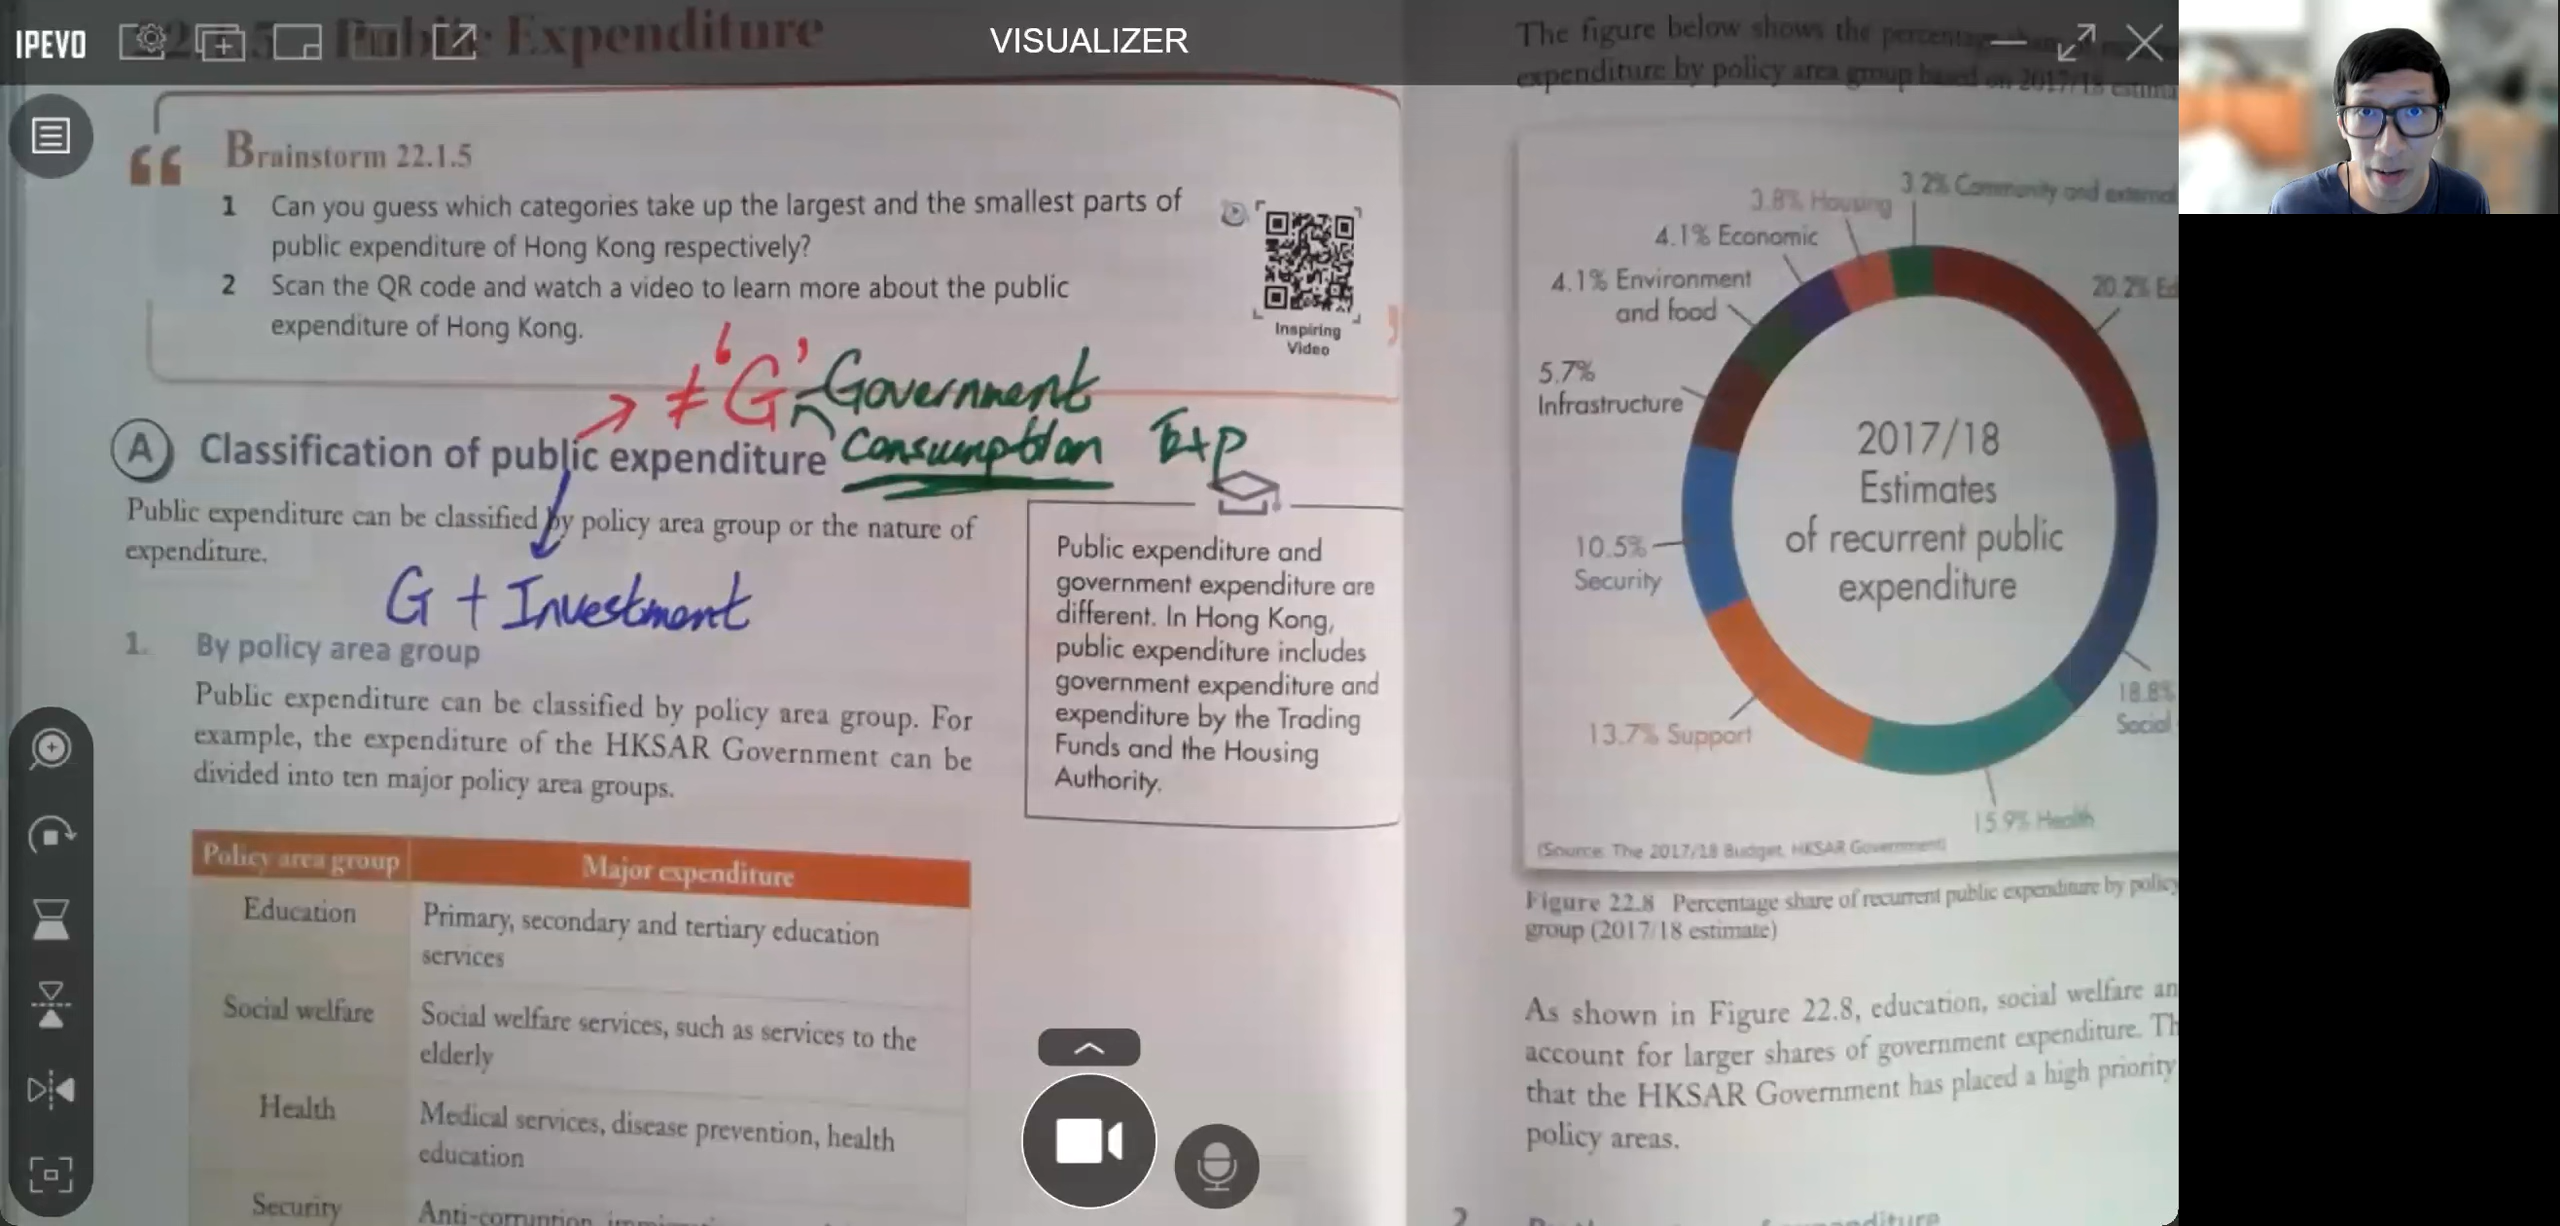 IPEVO
VISUALIZER
Public Expenditure
Brainstorm 22.1.5
1 Can you guess which categories take up the largest and the smallest parts of
public expenditure of Hong Kong respectively?
2 Scan the QR code and watch a video to learn more about the public
expenditure of Hong Kong.
Inspiring
Video
≠ 'G' Government
Consumption Exp
A Classification of public expenditure
Public expenditure can be classified by policy area group or the nature of
expenditure.
G + Investment
1. By policy area group
Public expenditure can be classified by policy area group. For
example, the expenditure of the HKSAR Government can be
divided into ten major policy area groups.
Public expenditure and
government expenditure are
different. In Hong Kong,
public expenditure includes
government expenditure and
expenditure by the Trading
Funds and the Housing
Authority.
Policy area group Major expenditure
Education Primary, secondary and tertiary education
services
Social welfare Social welfare services, such as services to the
elderly
Health Medical services, disease prevention, health
education
Security Anti-corruption,
The figure below shows the
expenditure by policy area group based on 2017/18
3.2% Community and external
3.8% Housing
4.1% Economic
4.1% Environment
and food
20.2%
5.7%
Infrastructure
2017/18
Estimates
of recurrent public
expenditure
10.5%
Security
18.8%
Social
13.7% Support
15.9% Health
(Source: The 2017/18 Budget, HKSAR Government)
Figure 22.8 Percentage share of recurrent public expenditure by policy
group (2017/18 estimate)
As shown in Figure 22.8, education, social welfare
account for larger shares of government expenditure.
that the HKSAR Government has placed a high priority
policy areas.
2